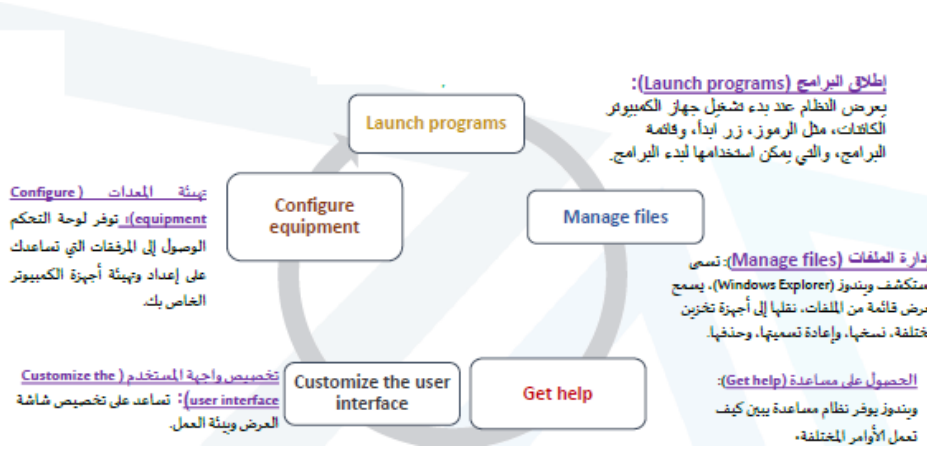 إطلاق البرامج (Launch programs):
يعرض النظام عند بدء تشغيل جهاز الكمبيوتر
الكائنات، مثل الرموز، زر ابدأ، وقائمة
البرامج، والتي يمكن استخدامها لبدء البرامج.
Launch programs
تهيئة المعدات (Configure
equipment): توفر لوحة التحكم
الوصول إلى المرفقات التي تساعدك
على إعداد وتهيئة أجهزة الكمبيوتر
الخاص بك.
Configure
equipment
Manage files
دارة الملفات (Manage files): تسمى
ستكشف ويندوز (Windows Explorer)، يسمح
عرض قائمة من الملفات، نقلها إلى أجهزة تخزين
ختلفة، نسخها، وإعادة تسميتها، وحذفها.
تخصيص واجهة المستخدم (Customize the
user interface): تساعد على تخصيص شاشة
العرض وبيئة العمل.
Customize the user
interface
Get help
الحصول على مساعدة (Get help):
ويندوز يوفر نظام مساعدة يبين كيف
تعمل الأوامر المختلفة.